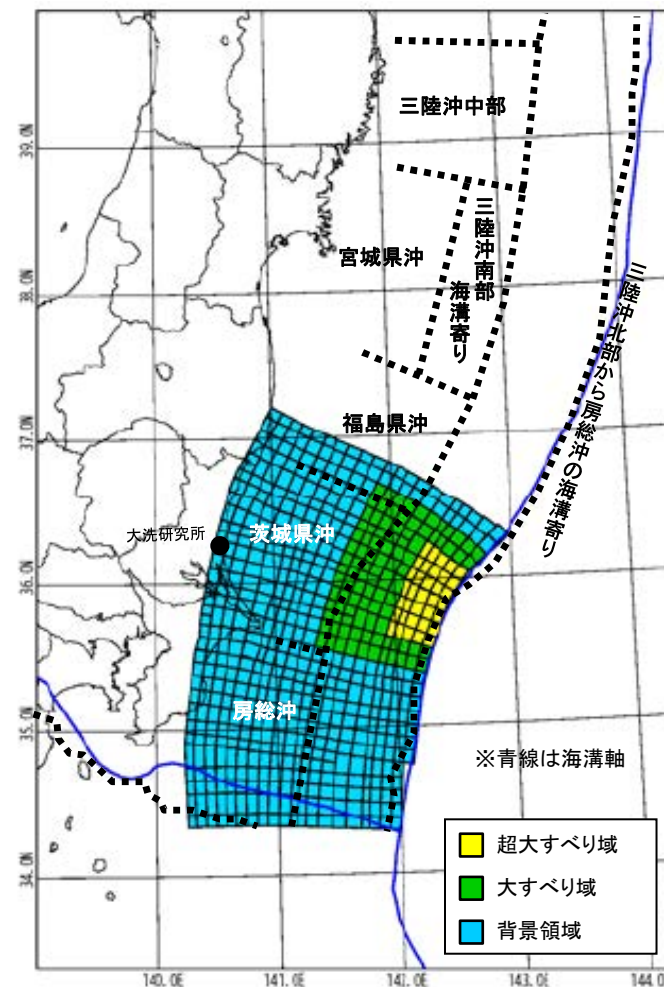 三陸沖中部
39.0N
三陸沖南部
海溝寄り
宮城県沖
38.0N
三陸沖北部から房総沖の海溝寄り
福島県沖
37.0N
大洗研究所
茨城県沖
36.0N
房総沖
35.0N
※青線は海溝軸
超大すべり域
34.0N
大すべり域
背景領域
140.0E
141.0E
142.0E
143.0E
144.0E